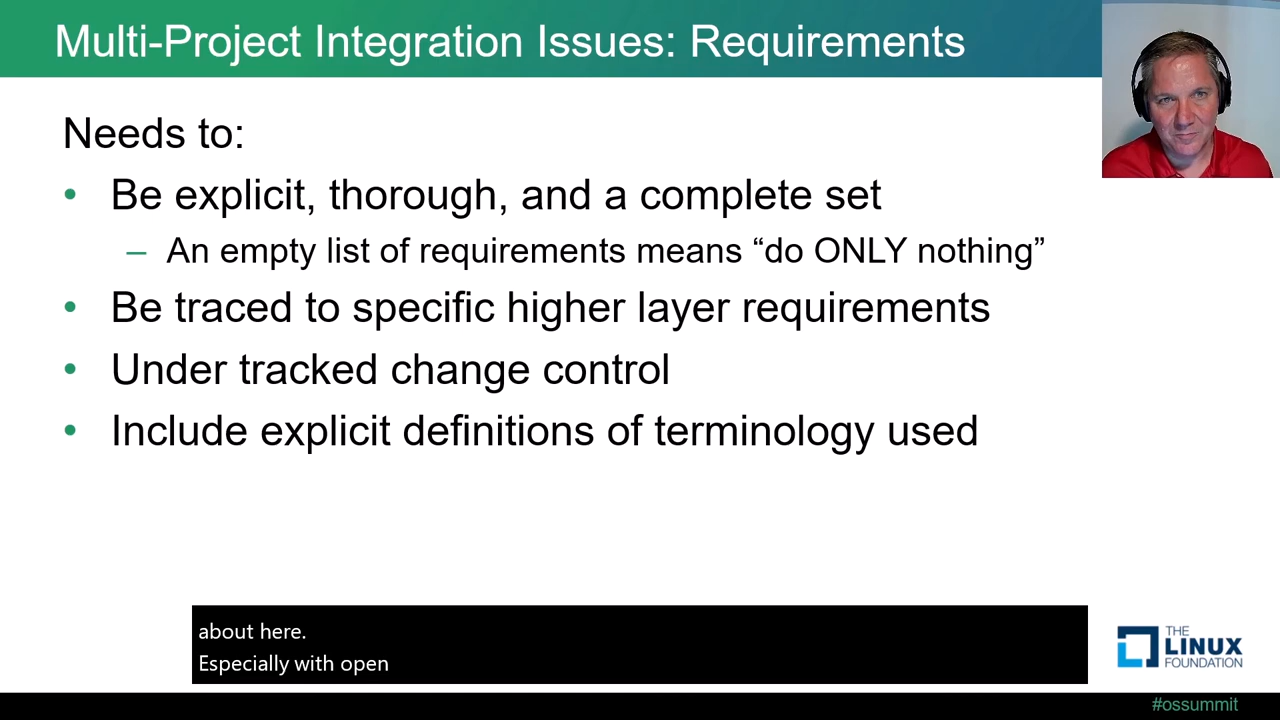 Multi-Project Integration Issues: Requirements
Needs to:
• Be explicit, thorough, and a complete set
– An empty list of requirements means “do ONLY nothing”
• Be traced to specific higher layer requirements
• Under tracked change control
• Include explicit definitions of terminology used
about here.
Especially with open
THE
LINUX
FOUNDATION
#ossummit